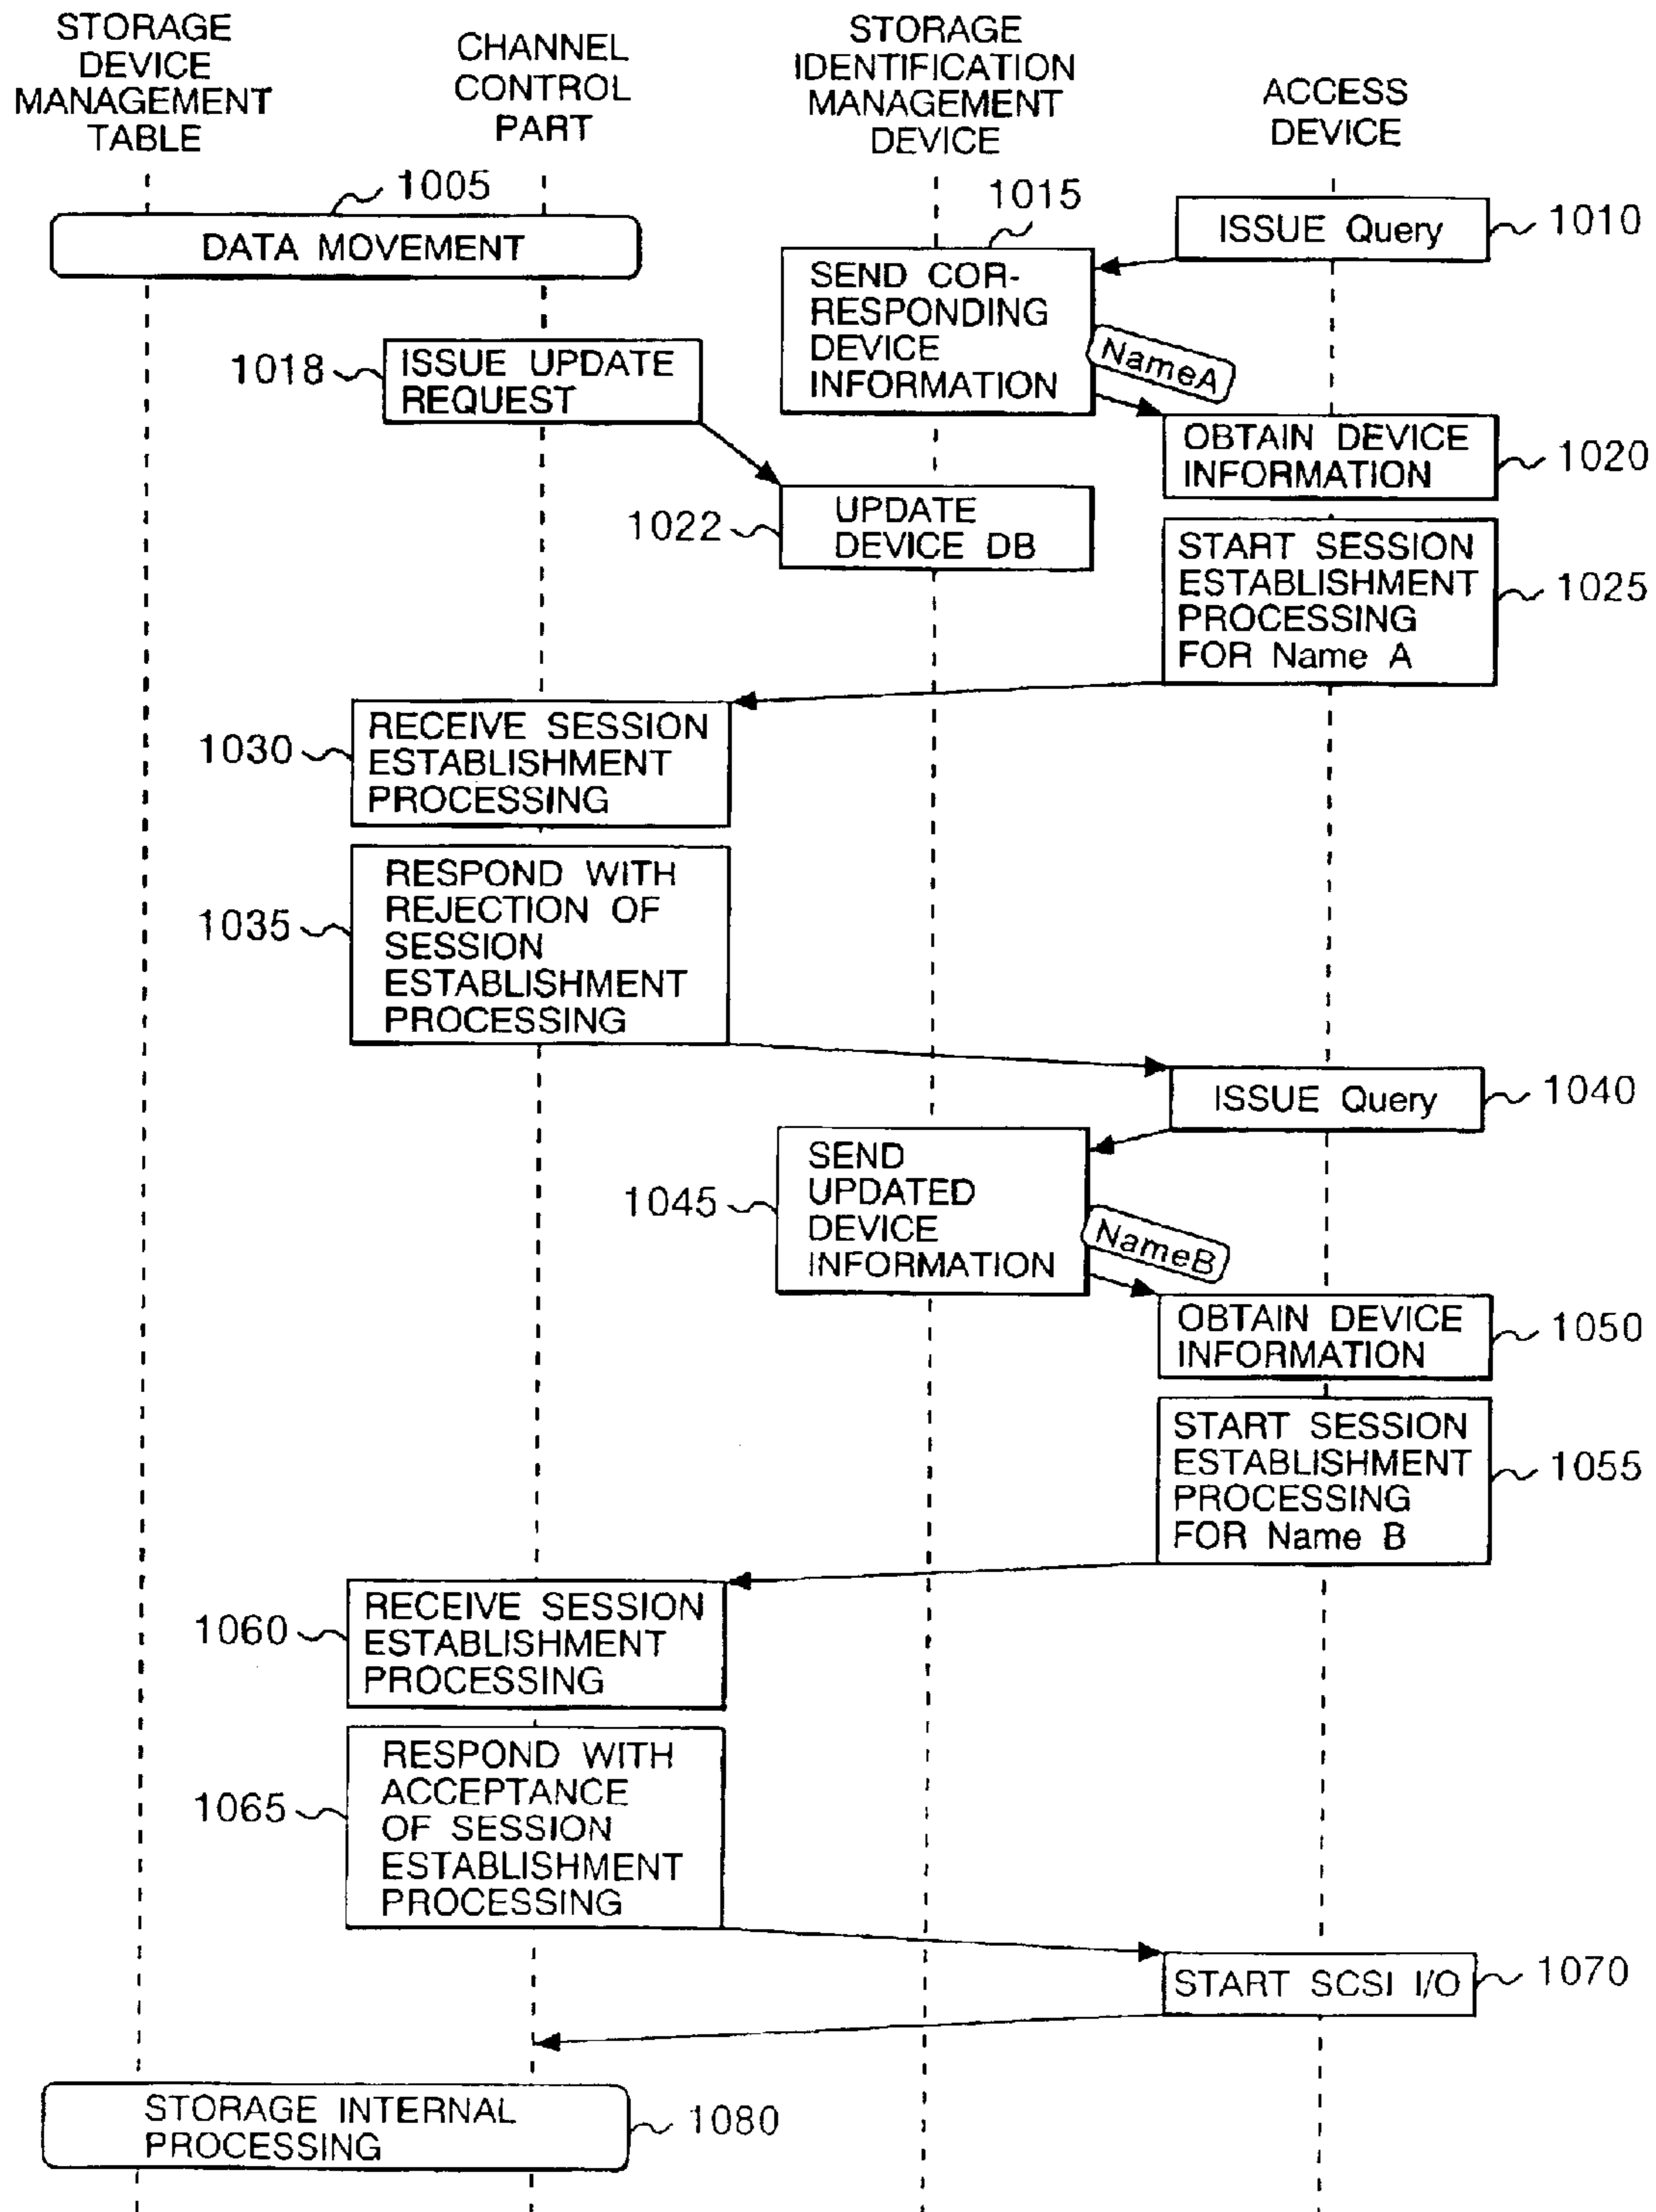 STORAGE
DEVICE
MANAGEMENT
TABLE
CHANNEL
CONTROL
PART
STORAGE
IDENTIFICATION
MANAGEMENT
DEVICE
ACCESS
DEVICE
1005
DATA MOVEMENT
ISSUE Query
1010
1015
SEND COR-
RESPONDING
DEVICE
INFORMATION
NameA
1018
ISSUE UPDATE
REQUEST
OBTAIN DEVICE
INFORMATION
1020
1022
UPDATE
DEVICE DB
START SESSION
ESTABLISHMENT
PROCESSING
FOR Name A
1025
1030
RECEIVE SESSION
ESTABLISHMENT
PROCESSING
1035
RESPOND WITH
REJECTION OF
SESSION
ESTABLISHMENT
PROCESSING
ISSUE Query
1040
1045
SEND
UPDATED
DEVICE
INFORMATION
NameB
OBTAIN DEVICE
INFORMATION
1050
START SESSION
ESTABLISHMENT
PROCESSING
FOR Name B
1055
1060
RECEIVE SESSION
ESTABLISHMENT
PROCESSING
1065
RESPOND WITH
ACCEPTANCE
OF SESSION
ESTABLISHMENT
PROCESSING
START SCSI I/O
1070
STORAGE INTERNAL
PROCESSING
1080